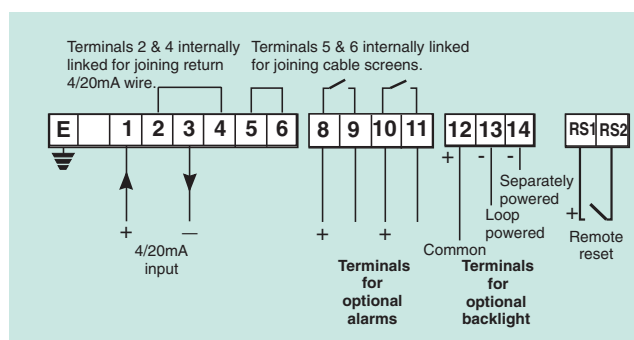 Terminals 2 & 4 internally
linked for joining return
4/20mA wire.
Terminals 5 & 6 internally linked
for joining cable screens.
E 1 2 3 4 5 6 8 9 10 11 12 13 14 RS1 RS2
+ - -
Separately
powered
Loop
powered
Common
+ —
4/20mA
input
+ +
Terminals
for
optional
alarms
Terminals
for
optional
backlight
+
Remote
reset